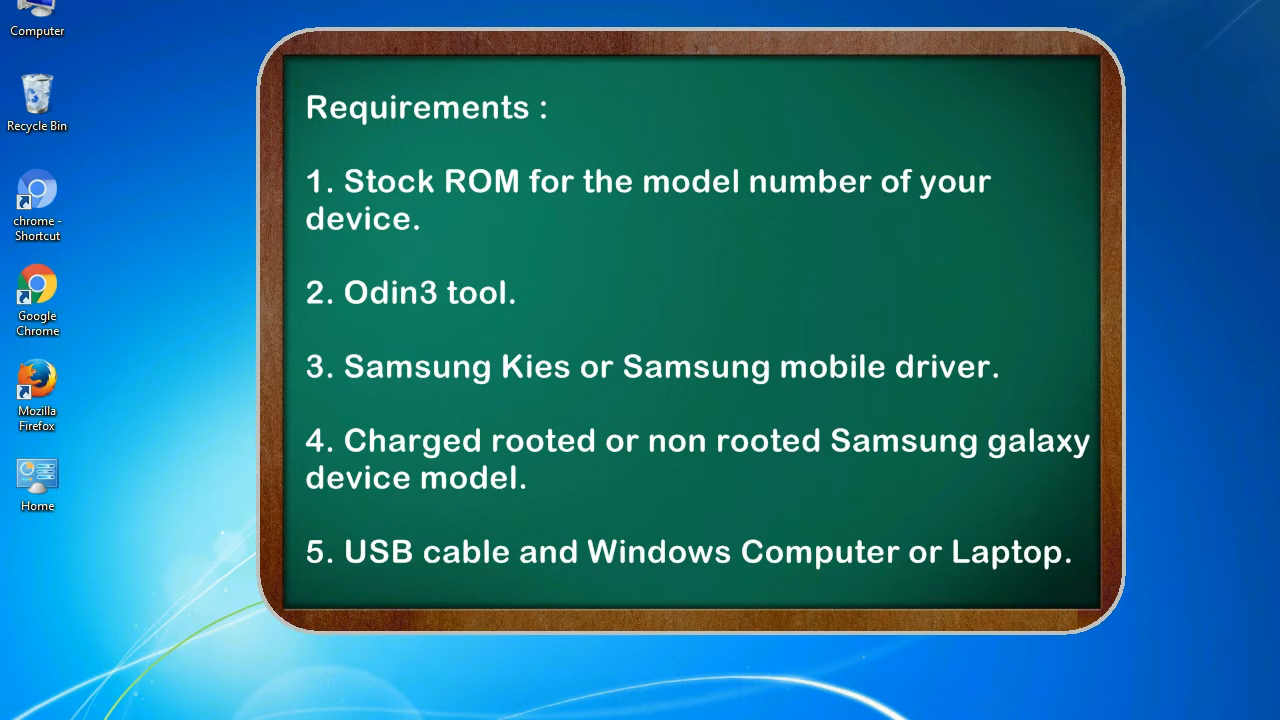 Computer
Recycle Bin
chrome -
Shortcut
Google
Chrome
Mozilla
Firefox
Home
Requirements :
1. Stock ROM for the model number of your
device.
2. Odin3 tool.
3. Samsung Kies or Samsung mobile driver.
4. Charged rooted or non rooted Samsung galaxy
device model.
5. USB cable and Windows Computer or Laptop.